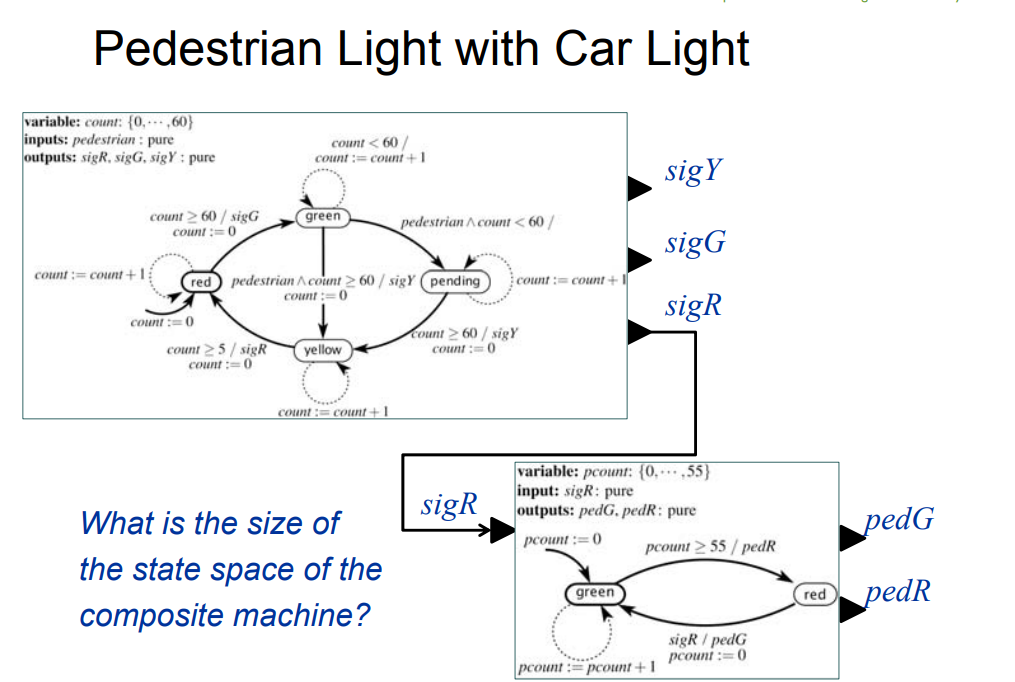 Pedestrian Light with Car Light
variable: count: {0,⋯,60}
inputs: pedestrian : pure
outputs: sigR, sigG, sigY : pure
count < 60 /
count := count + 1
count ≥ 60 / sigG
count := 0
green
pedestrian ∧ count < 60 /
count := count + 1
red
pedestrian ∧ count ≥ 60 / sigY
count := 0
pending
count := count + 1
count := 0
count ≥ 5 / sigR
count := 0
yellow
count ≥ 60 / sigY
count := 0
count := count + 1
sigY
sigG
sigR
What is the size of
the state space of the
composite machine?
sigR
variable: pcount: {0,⋯,55}
input: sigR: pure
outputs: pedG, pedR: pure
pcount := 0
pcount ≥ 55 / pedR
green
red
sigR / pedG
pcount := 0
pcount := pcount + 1
pedG
pedR